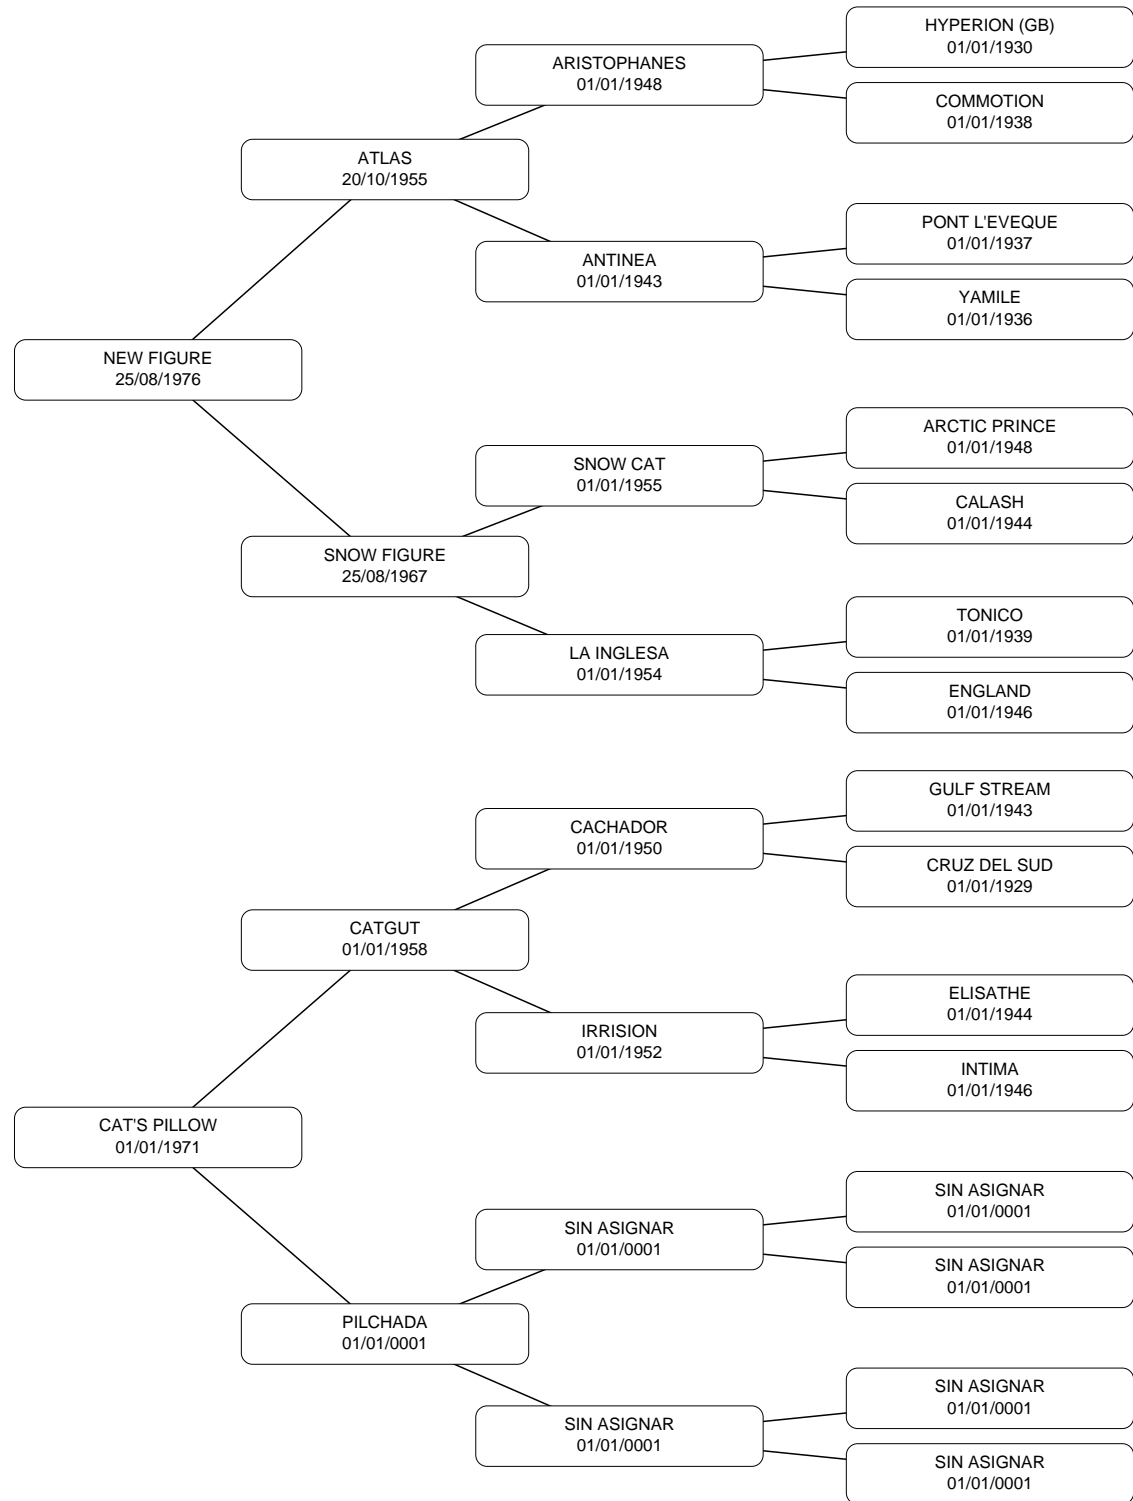 HYPERION (GB)
01/01/1930
ARISTOPHANES
01/01/1948
COMMOTION
01/01/1938
ATLAS
20/10/1955
PONT L'EVEQUE
01/01/1937
ANTINEA
01/01/1943
YAMILE
01/01/1936
NEW FIGURE
25/08/1976
ARCTIC PRINCE
01/01/1948
SNOW CAT
01/01/1955
CALASH
01/01/1944
SNOW FIGURE
25/08/1967
TONICO
01/01/1939
LA INGLESA
01/01/1954
ENGLAND
01/01/1946
GULF STREAM
01/01/1943
CACHADOR
01/01/1950
CRUZ DEL SUD
01/01/1929
CATGUT
01/01/1958
ELISATHE
01/01/1944
IRRISION
01/01/1952
INTIMA
01/01/1946
CAT'S PILLOW
01/01/1971
SIN ASIGNAR
01/01/0001
SIN ASIGNAR
01/01/0001
SIN ASIGNAR
01/01/0001
PILCHADA
01/01/0001
SIN ASIGNAR
01/01/0001
SIN ASIGNAR
01/01/0001
SIN ASIGNAR
01/01/0001